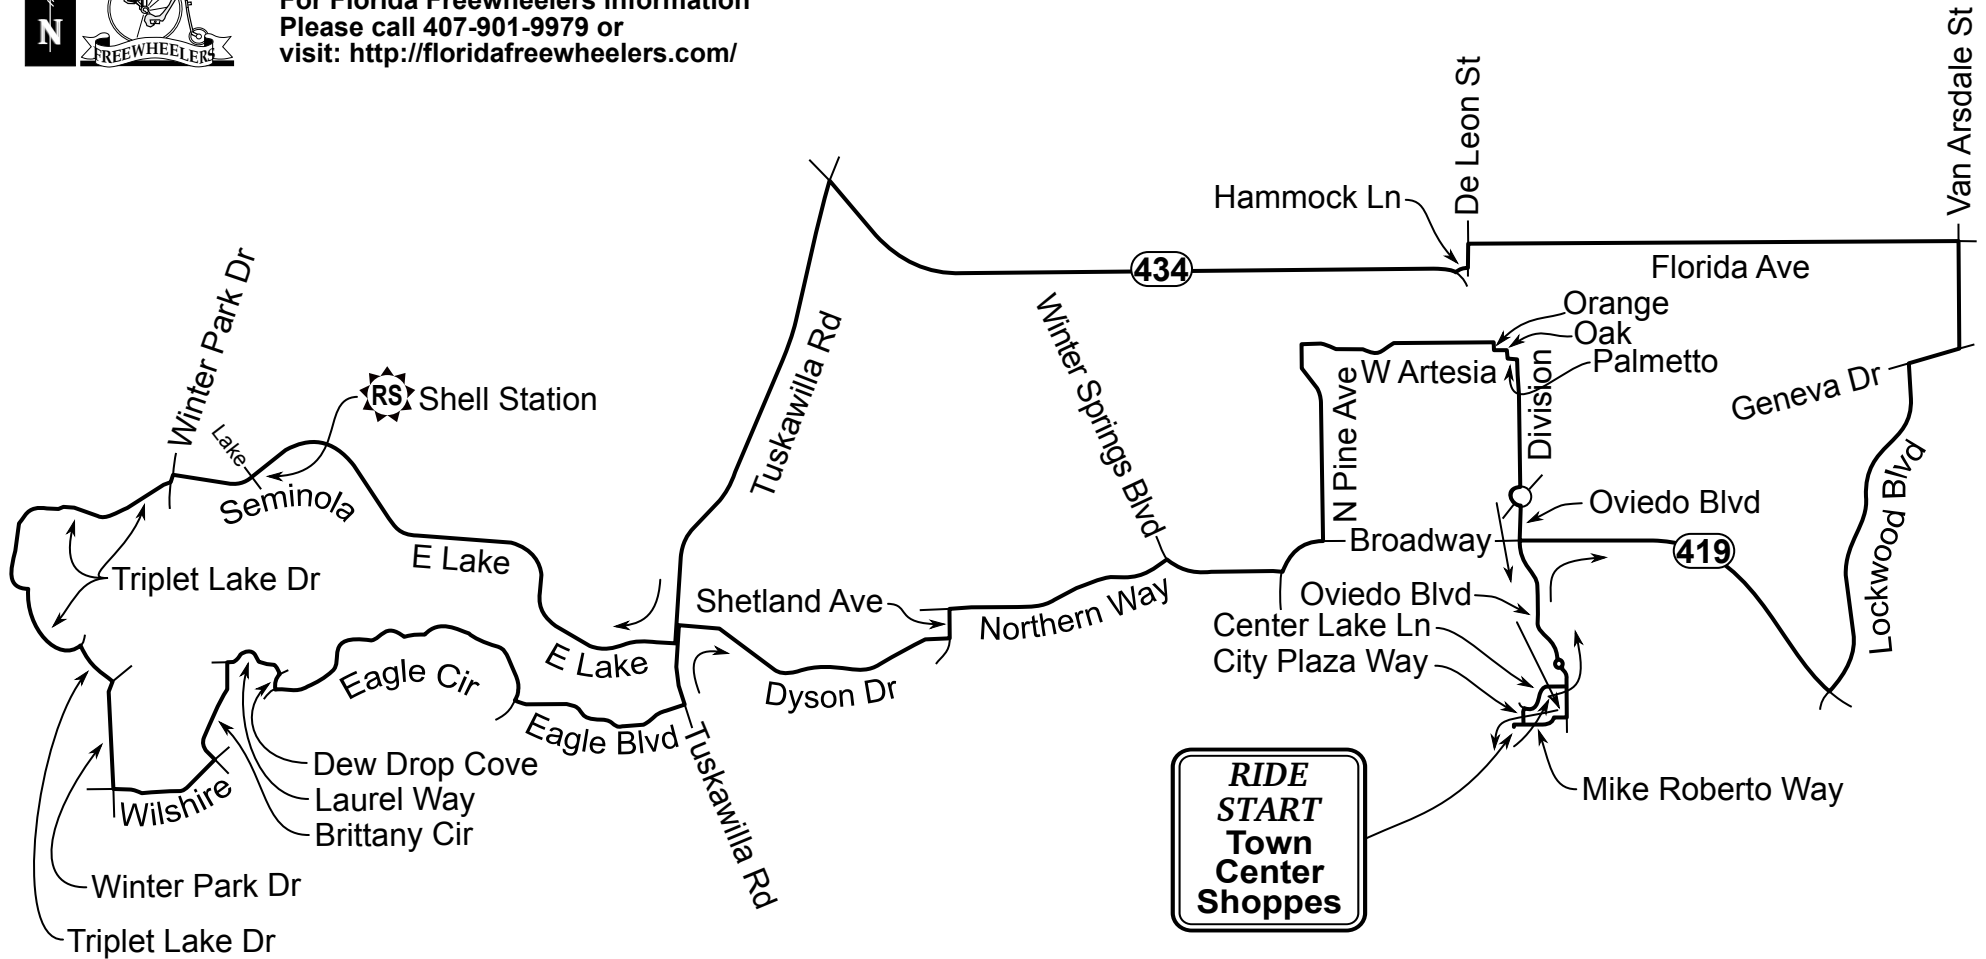 For Florida Freewheelers Information
N
FREEWHEELERS
Please call 407-901-9979 or
visit: http://floridafreewheelers.com/
De Leon St
Van Arsdale St
Hammock Ln
434
Florida Ave
Winter Park Dr
Tuskawilla Rd
Winter Springs Blvd
Orange
Oak
Palmetto
W Artesia
N Pine Ave
Division
Geneva Dr
RS
Shell Station
Lake
Seminola
Lockwood Blvd
Oviedo Blvd
Broadway
419
E Lake
Triplet Lake Dr
Shetland Ave
Northern Way
Oviedo Blvd
Center Lake Ln
City Plaza Way
E Lake
Eagle Cir
Dyson Dr
Eagle Blvd
Tuskawilla Rd
Dew Drop Cove
Laurel Way
Brittany Cir
Wilshire
Mike Roberto Way
RIDE
START
Town
Center
Shoppes
Winter Park Dr
Triplet Lake Dr